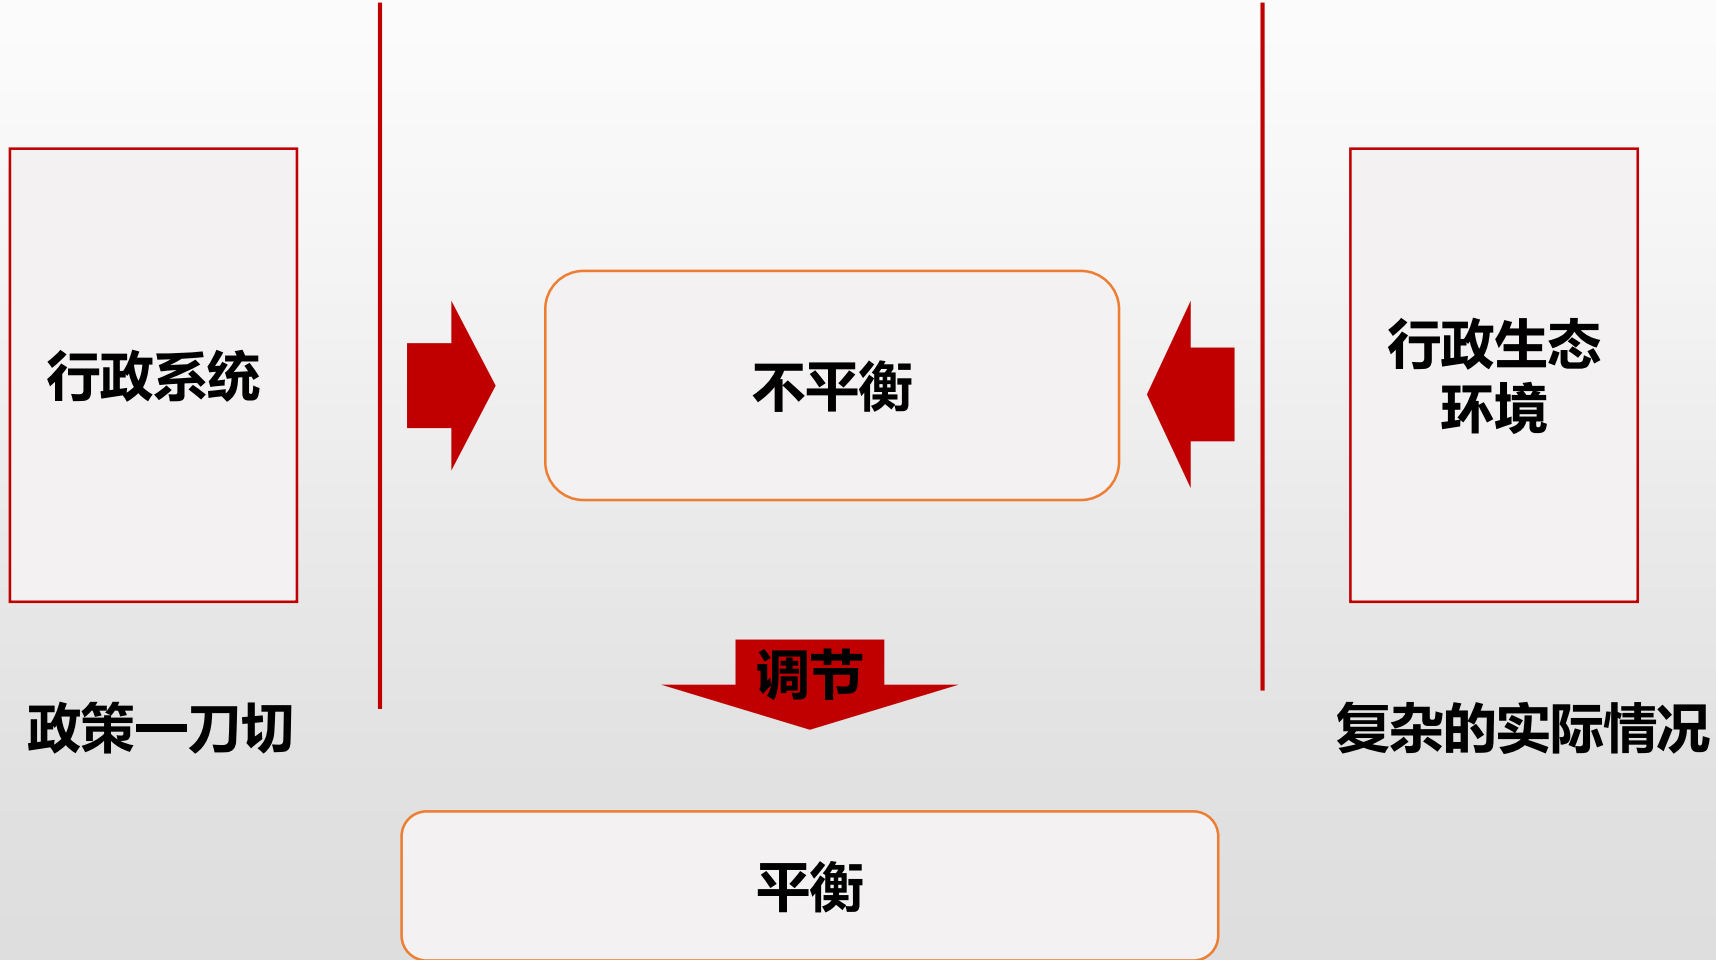 行政系统
不平衡
行政生态
环境
调节
政策一刀切
复杂的实际情况
平衡